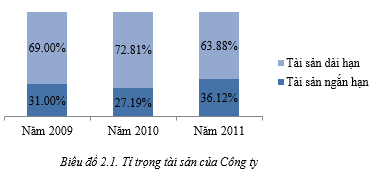 69.00% 72.81% 63.88%
Tài sản dài hạn
Tài sản ngắn hạn
31.00% 27.19% 36.12%
Năm 2009 Năm 2010 Năm 2011
Biểu đồ 2.1. Tỉ trọng tài sản của Công ty